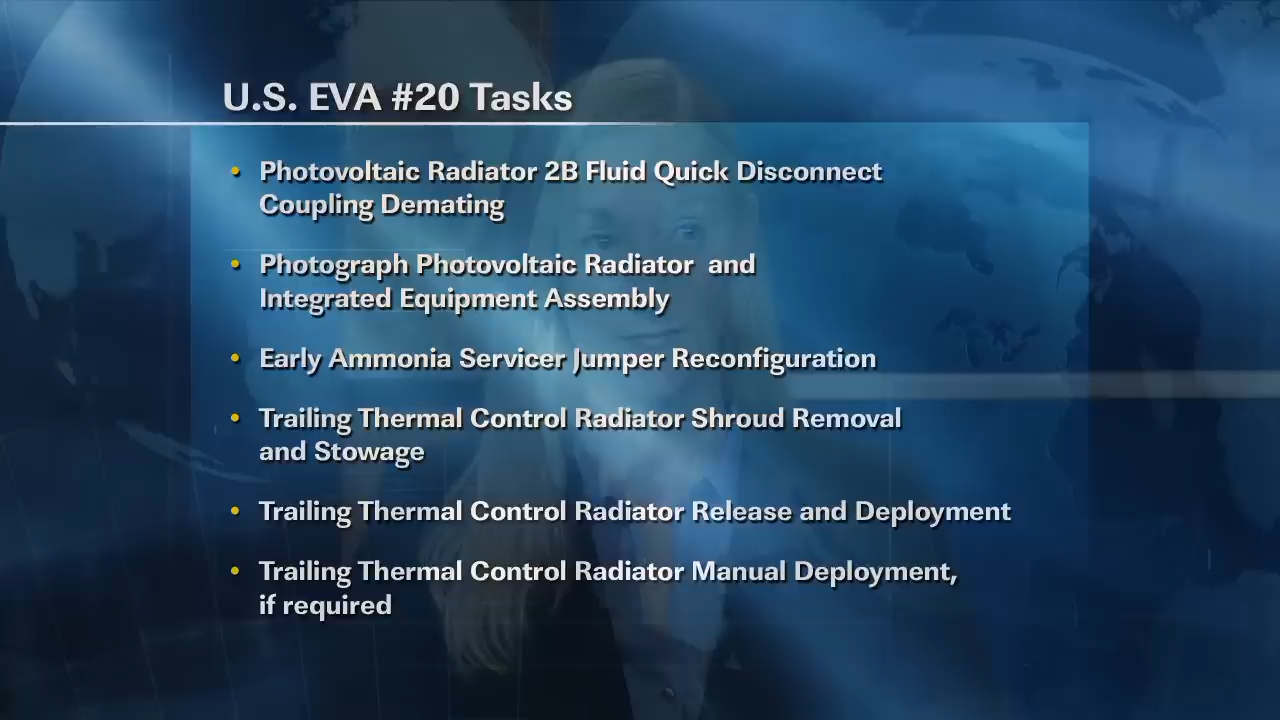 U.S. EVA #20 Tasks
• Photovoltaic Radiator 2B Fluid Quick Disconnect
Coupling Demating
• Photograph Photovoltaic Radiator and
Integrated Equipment Assembly
• Early Ammonia Servicer Jumper Reconfiguration
• Trailing Thermal Control Radiator Shroud Removal
and Stowage
• Trailing Thermal Control Radiator Release and Deployment
• Trailing Thermal Control Radiator Manual Deployment,
if required